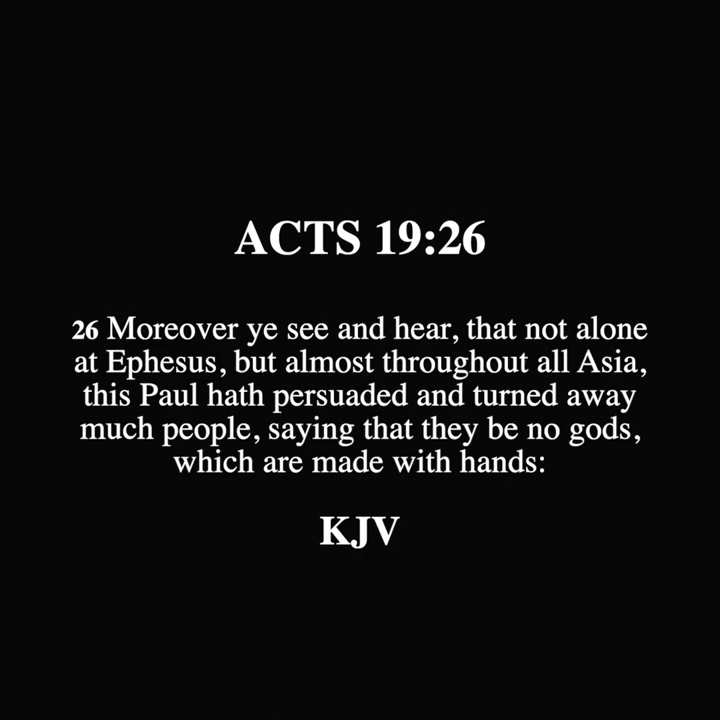 ACTS 19:26
26 Moreover ye see and hear, that not alone
at Ephesus, but almost throughout all Asia,
this Paul hath persuaded and turned away
much people, saying that they be no gods,
which are made with hands:
KJV